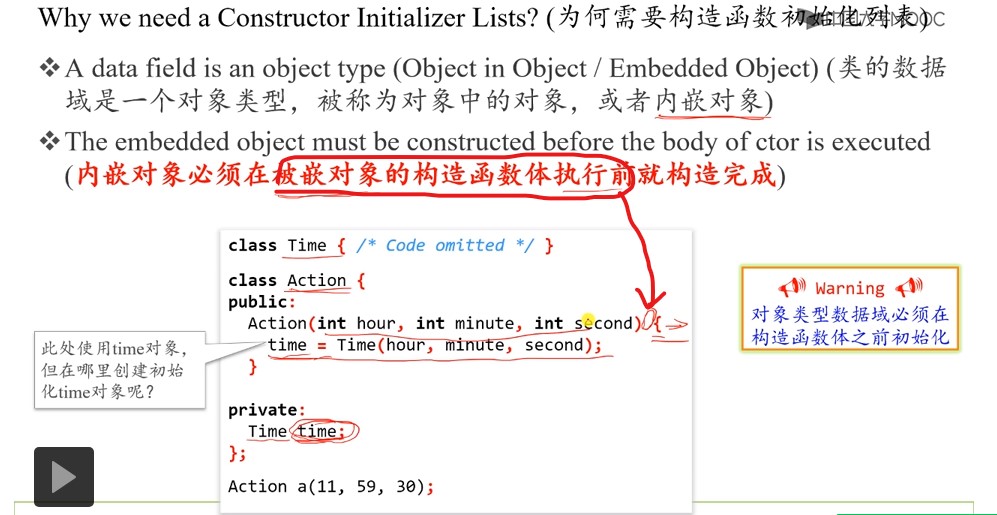 Why we need a Constructor Initializer Lists? (为何需要构造函数初始化列表)
❖ A data field is an object type (Object in Object / Embedded Object) (类的数据
域是一个对象类型，被称为对象中的对象，或者内嵌对象)
❖ The embedded object must be constructed before the body of ctor is executed
(内嵌对象必须在被嵌对象的构造函数体执行前就构造完成)
class Time { /* Code omitted */ }
class Action {
public:
Action(int hour, int minute, int second) {
time = Time(hour, minute, second);
}
private:
Time time;
};
Action a(11, 59, 30);
此处使用time对象，
但在哪里创建初始
化time对象呢？
Warning
对象类型数据域必须在
构造函数体之前初始化